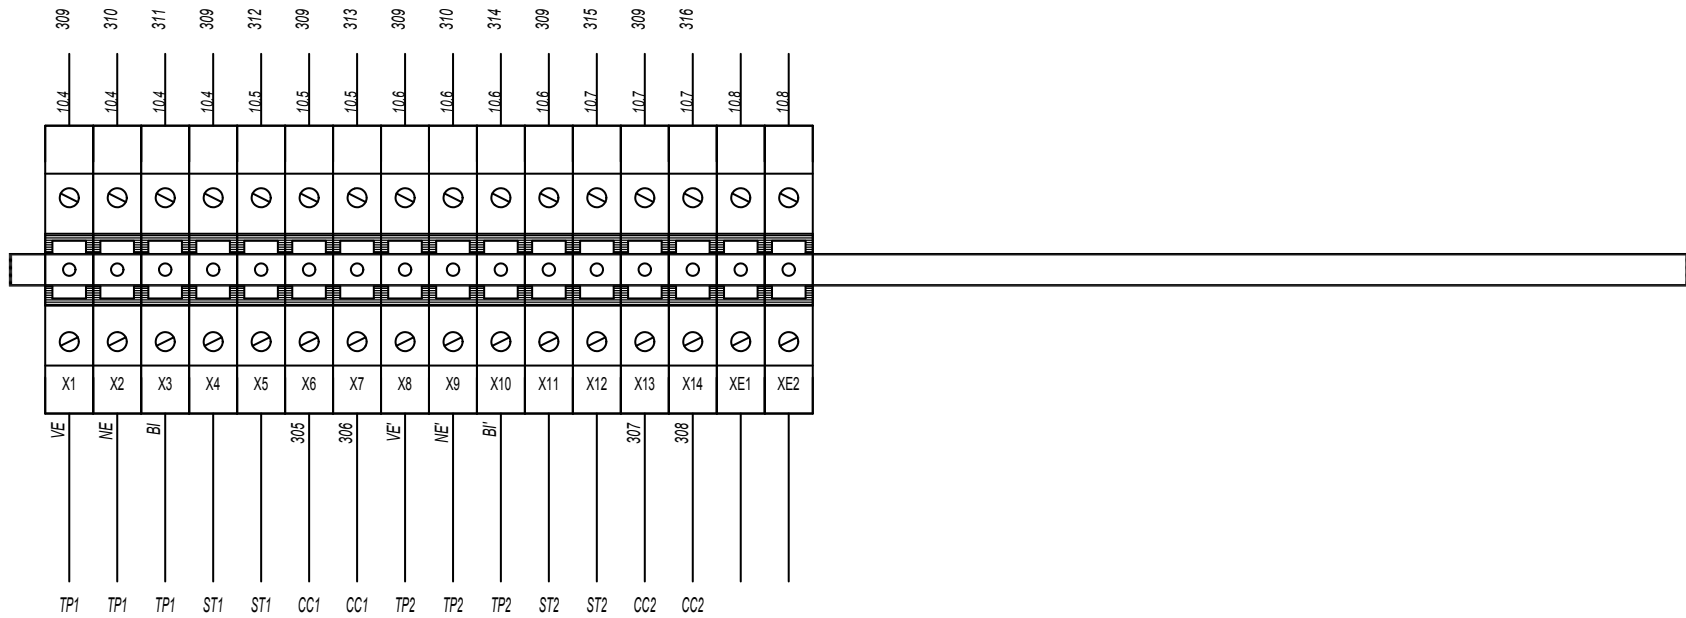 309 310 311 309 312 309 313 309 310 314 309 315 309 316
10.4 10.4 10.4 10.4 10.5 10.5 10.5 10.6 10.6 10.6 10.6 10.7 10.7 10.7 10.8 10.8
X1 X2 X3 X4 X5 X6 X7 X8 X9 X10 X11 X12 X13 X14 XE1 XE2
VE NE BI 305 306 VE' NE' BI' 307 308
TP1 TP1 TP1 ST1 ST1 CC1 CC1 TP2 TP2 TP2 ST2 ST2 CC2 CC2